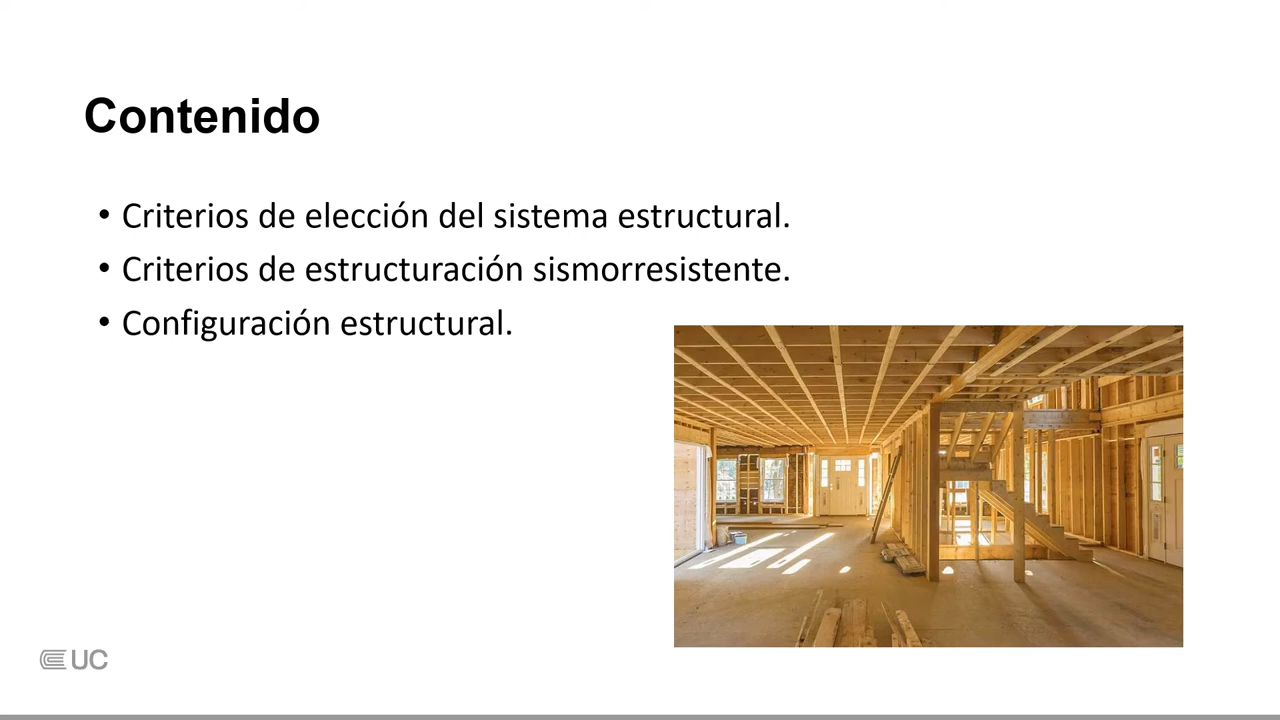 Contenido
• Criterios de elección del sistema estructural.
• Criterios de estructuración sismorresistente.
• Configuración estructural.
UC